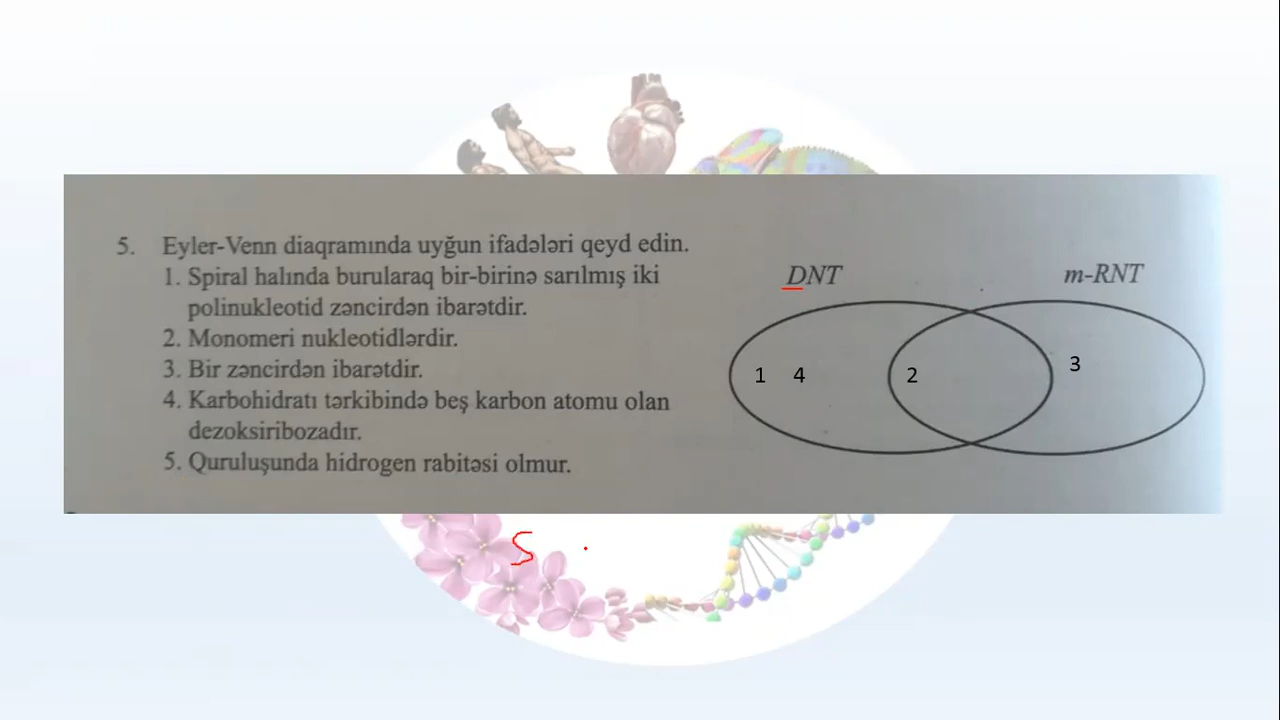 5. Eyler-Venn diaqramında uyğun ifadələri qeyd edin.
1. Spiral halında burularaq bir-birinə sarılmış iki
polinukleotid zəncirdən ibarətdir.
2. Monomeri nukleotidlərdir.
3. Bir zəncirdən ibarətdir.
4. Karbohidratı tərkibində beş karbon atomu olan
dezoksiribozadır.
5. Quruluşunda hidrogen rabitəsi olmur.
DNT
m-RNT
1 4
2
3